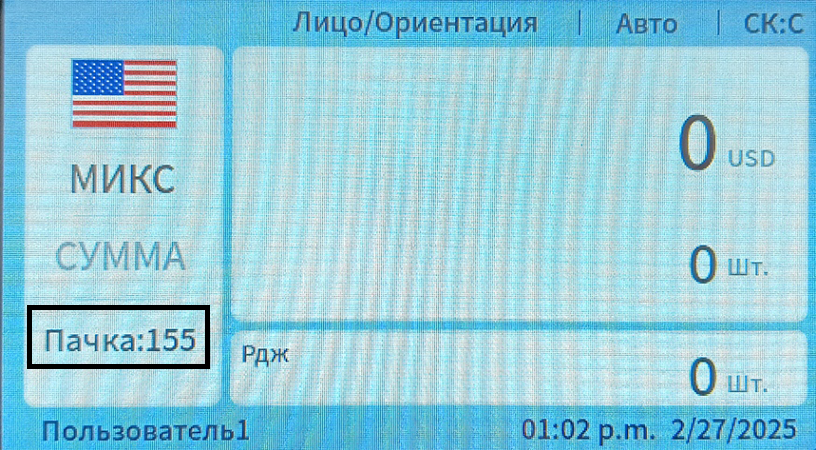 Лицо/Ориентация | Авто | СК:С
МИКС
СУММА
Пачка:155
0 USD
0 Шт.
Рдж
0 Шт.
Пользователь1 01:02 p.m. 2/27/2025